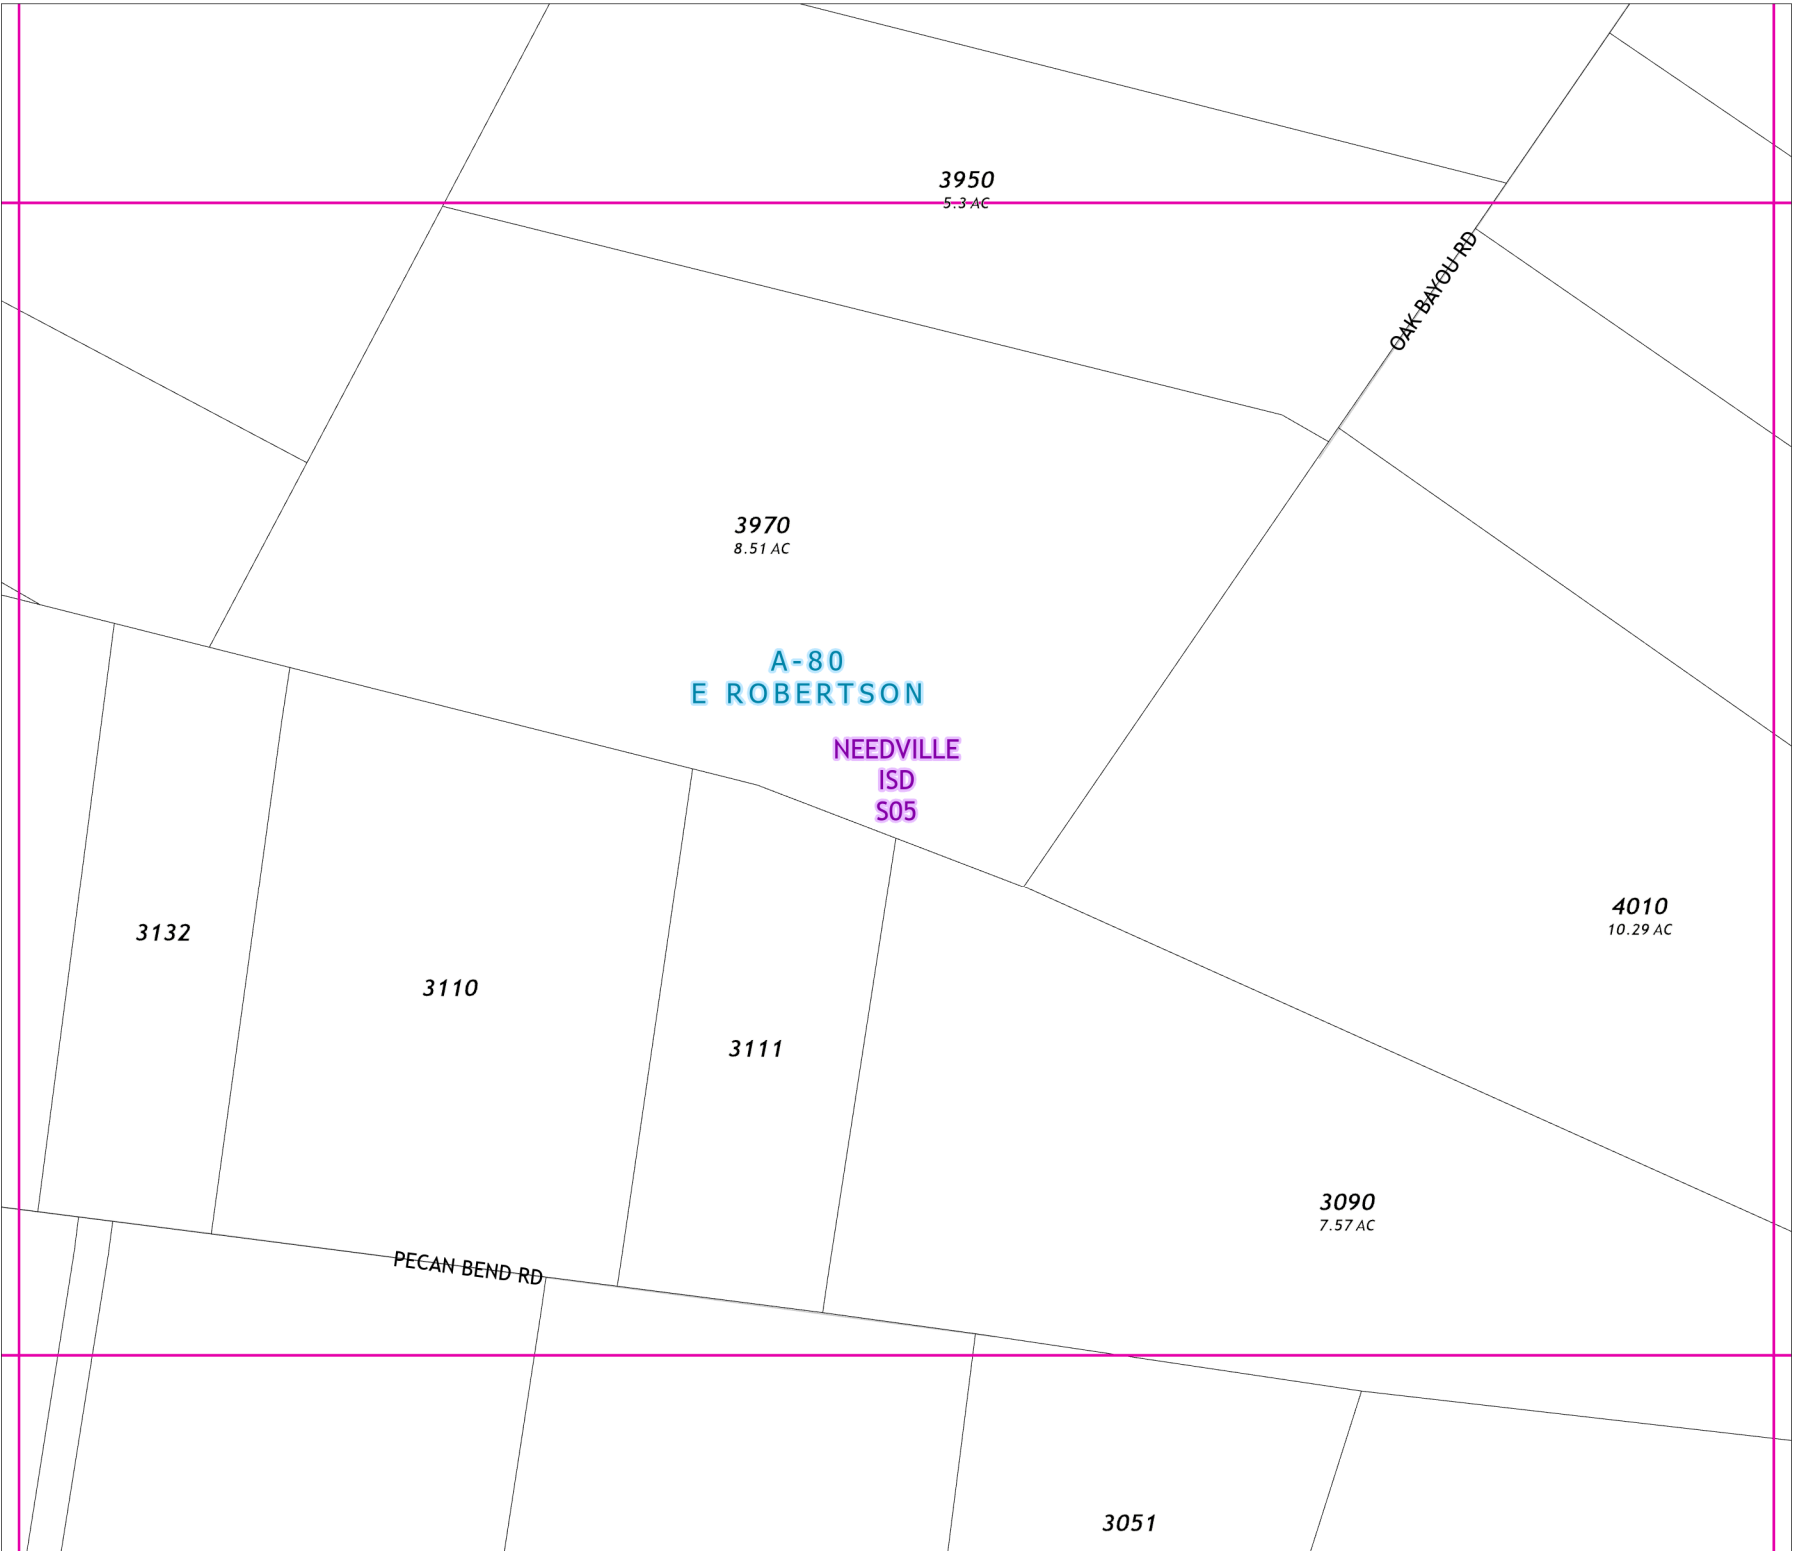 3950
5.3 AC
OAK BAYOU RD
3970
8.51 AC
A-80
E ROBERTSON
NEEDVILLE
ISD
S05
4010
10.29 AC
3132
3110
3111
3090
7.57 AC
PECAN BEND RD
3051